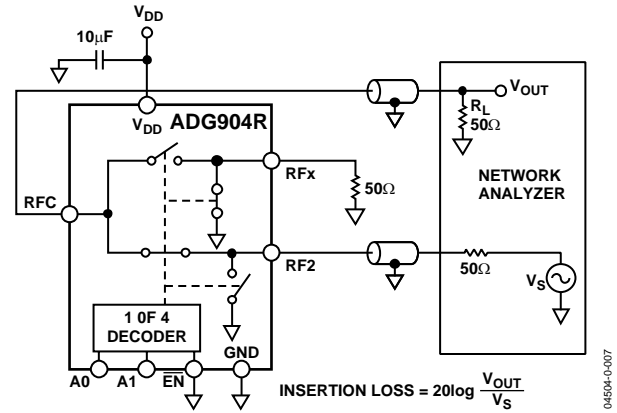 VDD
10μF
VDD
ADG904R
VOUT
RL
50Ω
NETWORK
ANALYZER
RFx
50Ω
RFC
RF2
50Ω
VS
1 0F 4
DECODER
GND
A0
A1
EN
INSERTION LOSS = 20log VOUT
VS
04504-0-007